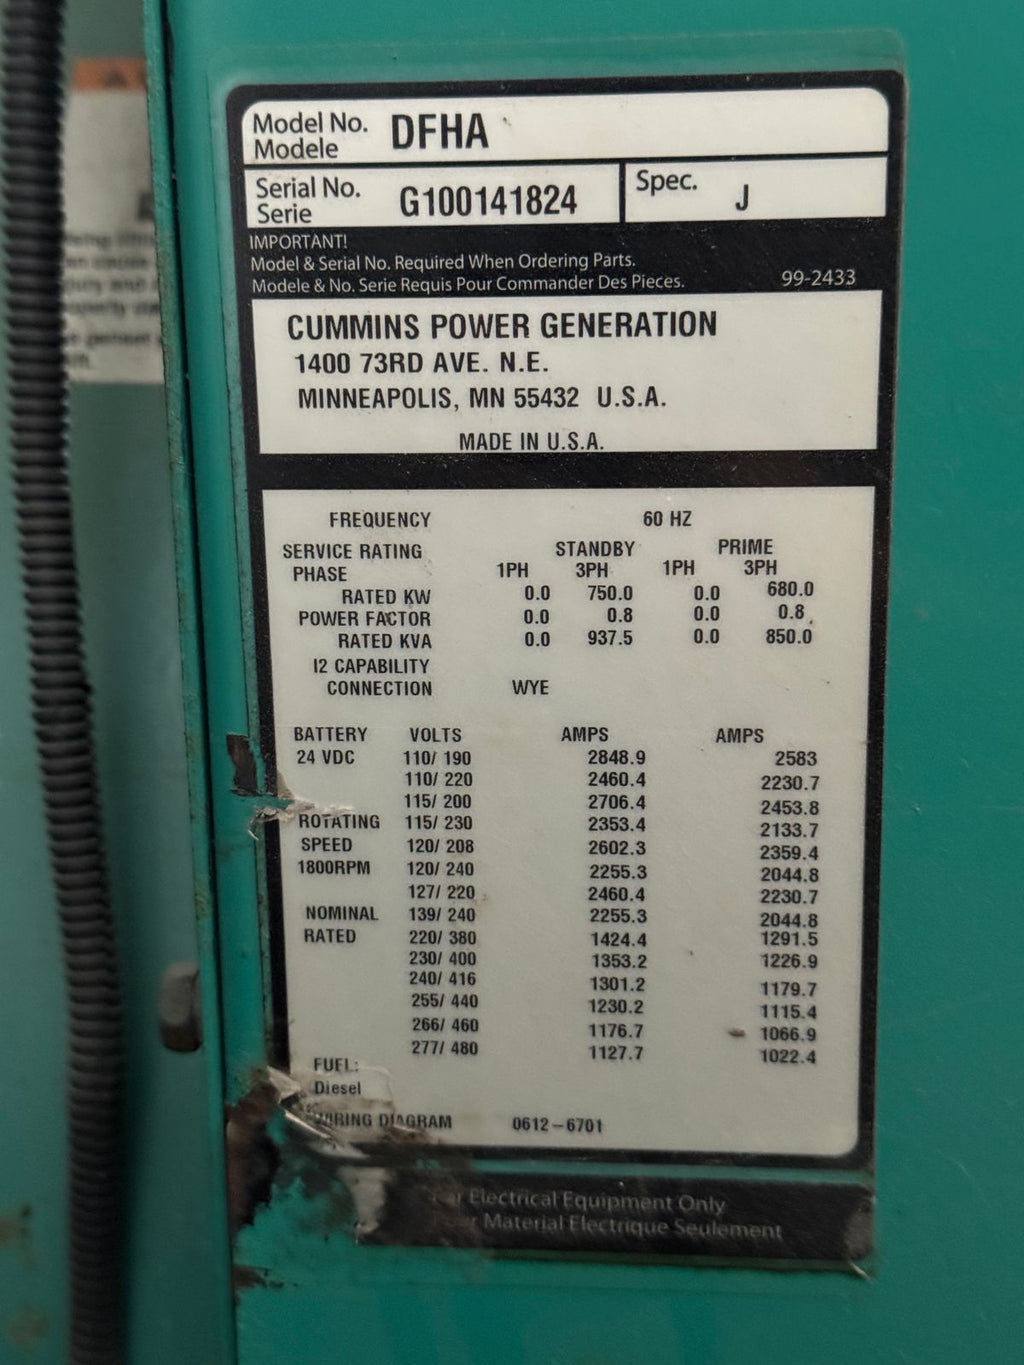 Model No. DFHA
Modele
Serial No. G100141824 Spec. J
Serie
IMPORTANT!
Model & Serial No. Required When Ordering Parts.
Modele & No. Serie Requis Pour Commander Des Pieces. 99-2433
CUMMINS POWER GENERATION
1400 73RD AVE. N.E.
MINNEAPOLIS, MN 55432 U.S.A.
MADE IN U.S.A.
FREQUENCY 60 HZ
SERVICE RATING STANDBY PRIME
PHASE 1PH 3PH 1PH 3PH
RATED KW 0.0 750.0 0.0 680.0
POWER FACTOR 0.0 0.8 0.0 0.8
RATED KVA 0.0 937.5 0.0 850.0
I2 CAPABILITY
CONNECTION WYE
BATTERY VOLTS AMPS AMPS
24 VDC 110/ 190 2848.9 2583
110/ 220 2460.4 2230.7
115/ 200 2706.4 2453.8
ROTATING 115/ 230 2353.4 2133.7
SPEED 120/ 208 2602.3 2359.4
1800RPM 120/ 240 2255.3 2044.8
127/ 220 2460.4 2230.7
NOMINAL 139/ 240 2255.3 2044.8
RATED 220/ 380 1424.4 1291.5
230/ 400 1353.2 1226.9
240/ 416 1301.2 1179.7
255/ 440 1230.2 1115.4
266/ 460 1176.7 1066.9
277/ 480 1127.7 1022.4
FUEL:
Diesel
WIRING DIAGRAM 0612-6701
Electrical Equipment Only
Material Electrique Seulement